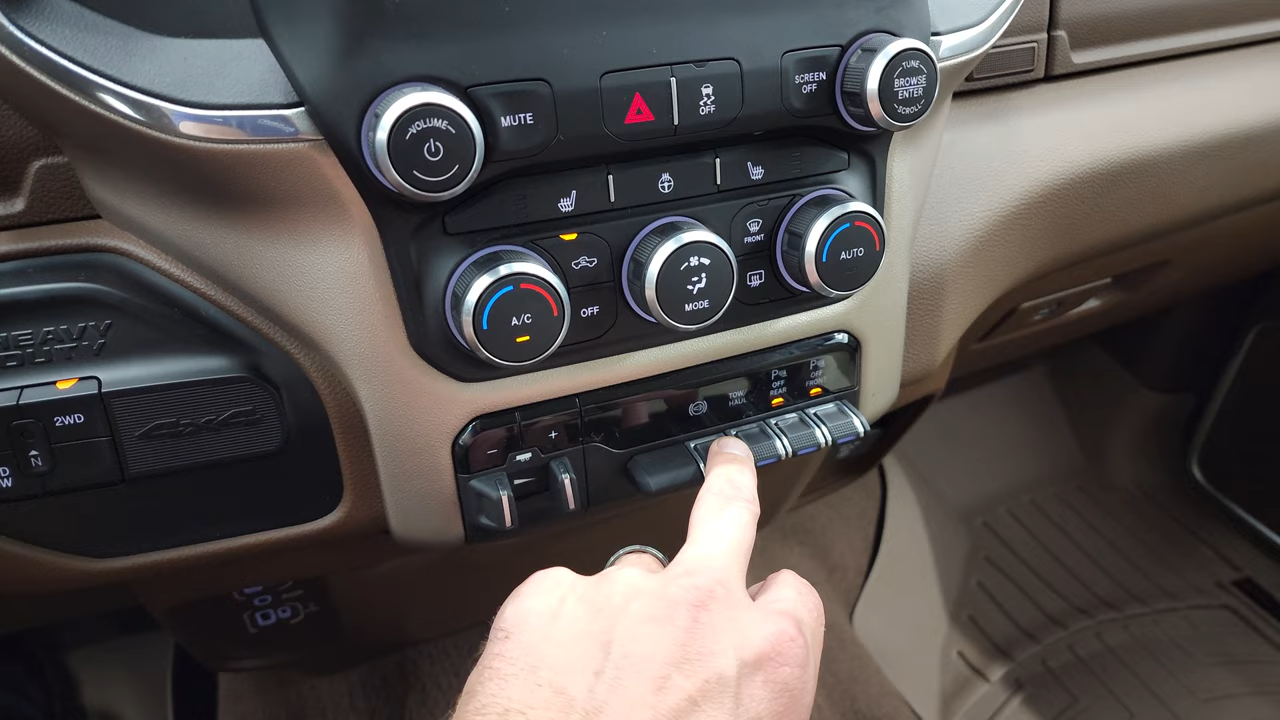 VOLUME
MUTE
OFF
SCREEN
OFF
TUNE
BROWSE
ENTER
SCROLL
FRONT
A/C
OFF
MODE
AUTO
HEAVY
DUTY
2WD
4X4
N
-
+
TOW
HAUL
P
OFF
REAR
P
OFF
FRONT